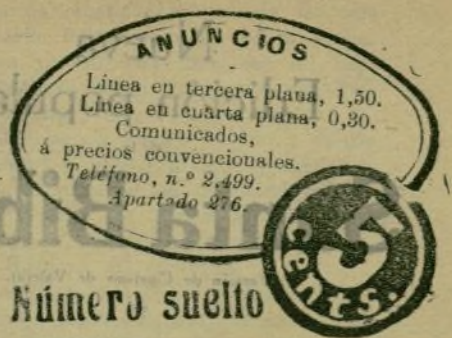 ANUNCIOS
Línea en tercera plana, 1,50.
Línea en cuarta plana, 0,30.
Comunicados,
á precios convencionales.
Teléfono, n.º 2.499.
Apartado 276.
Número suelto 5 cents.